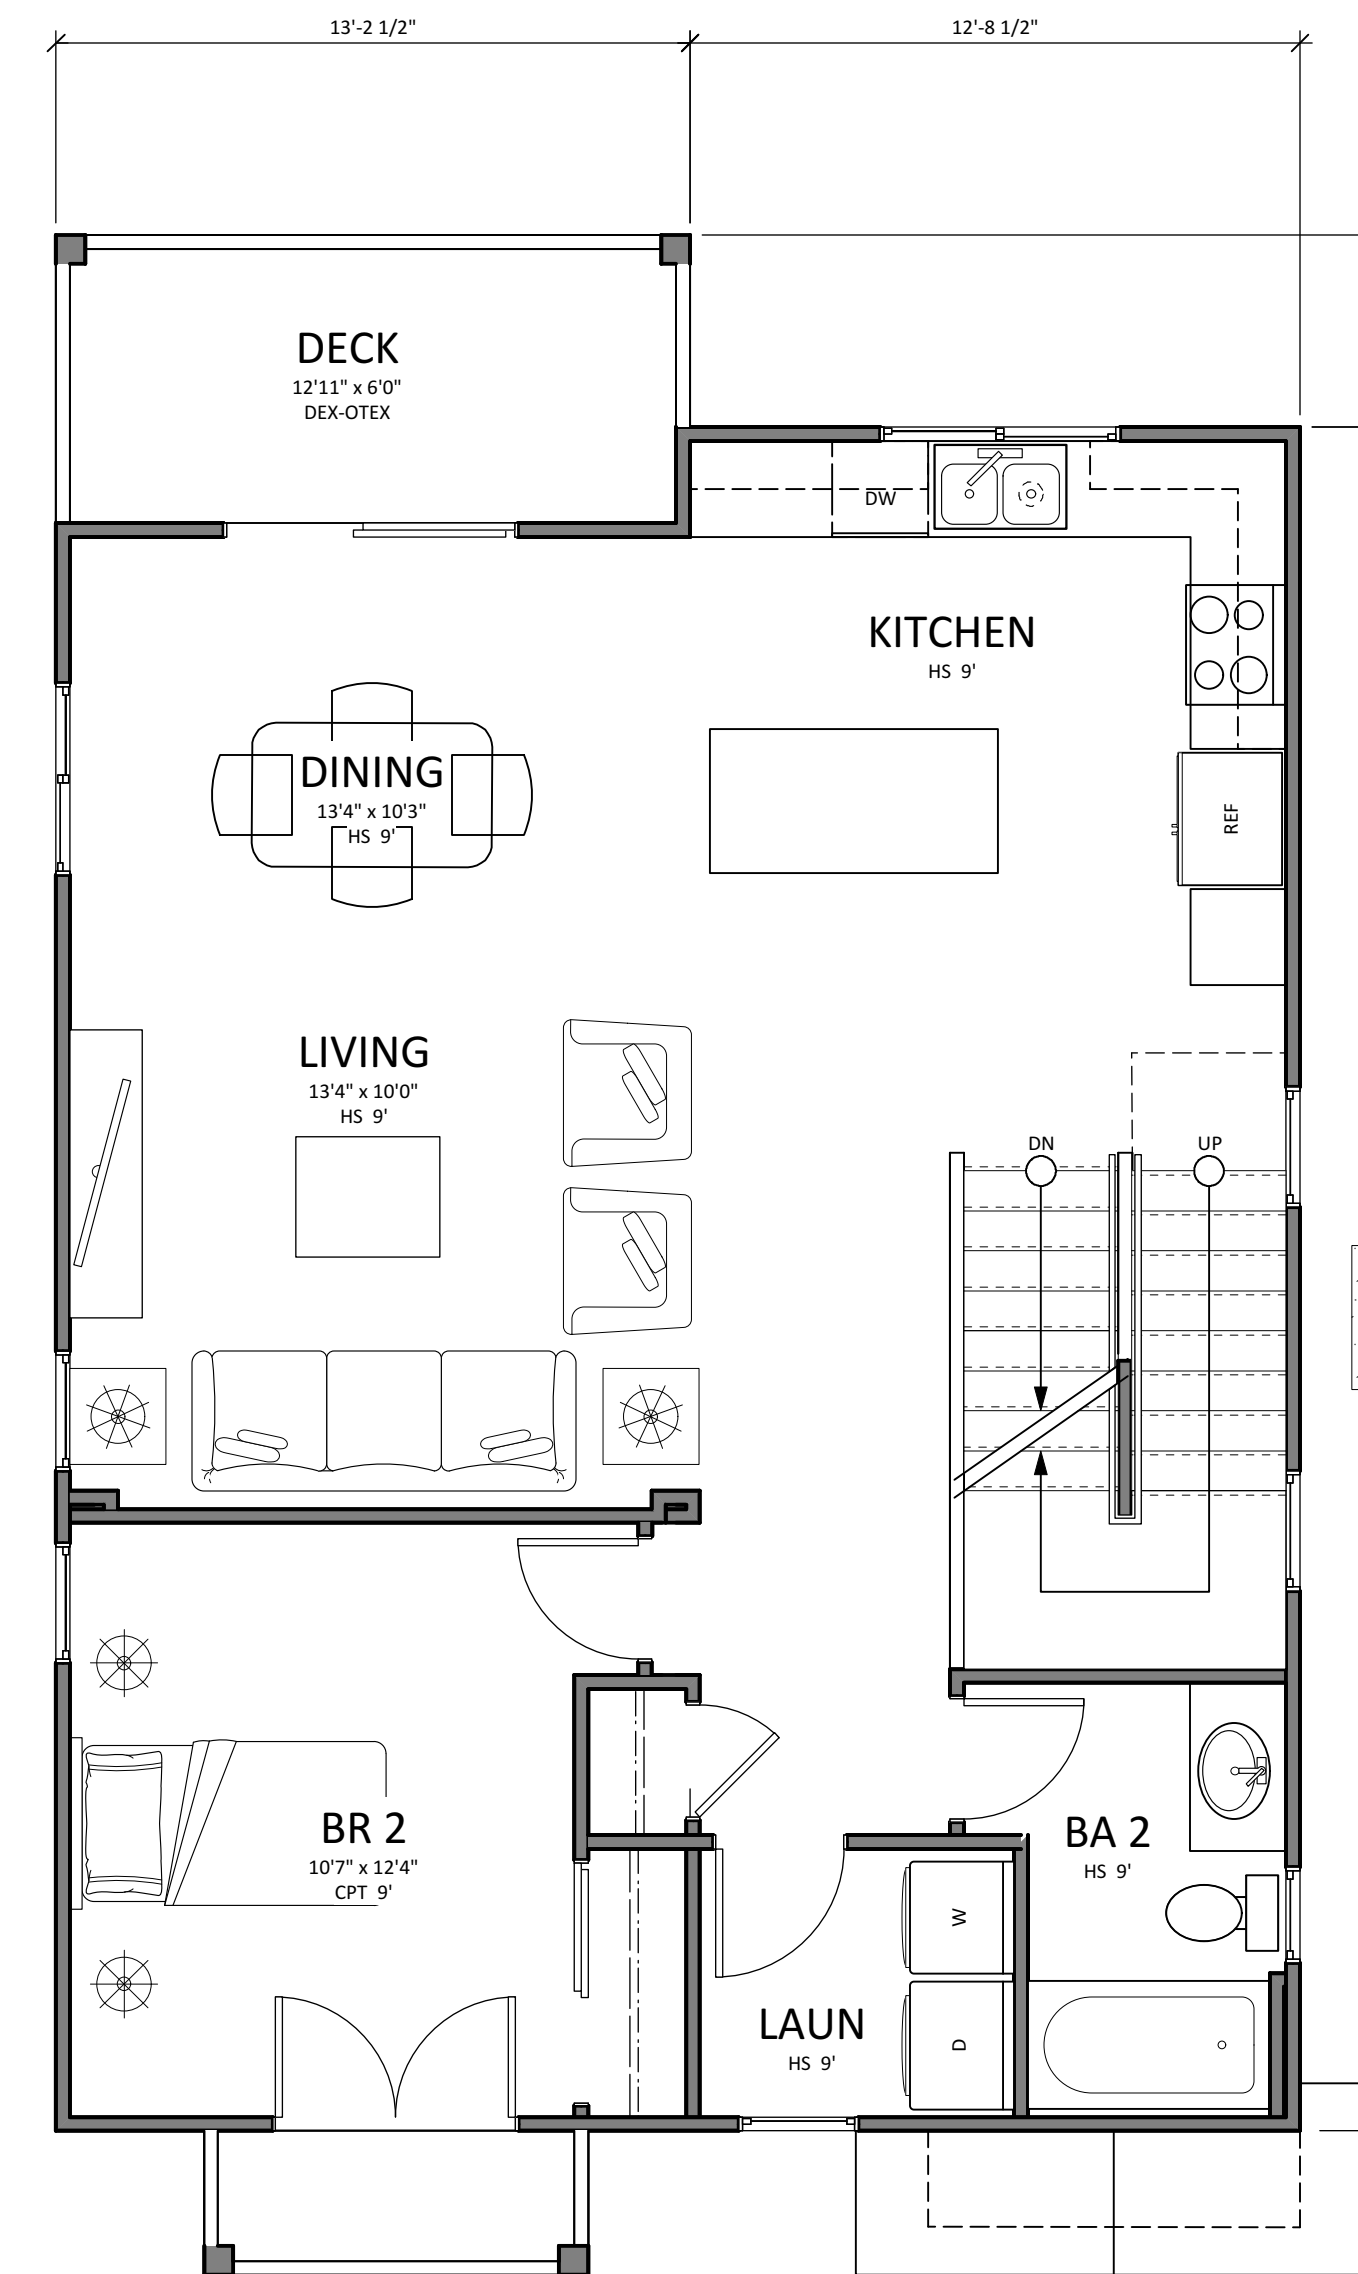 13'-2 1/2"
12'-8 1/2"
DECK
12'11" x 6'0"
DEX-OTEX
DW
KITCHEN
HS 9'
DINING
13'4" x 10'3"
HS 9'
REF
LIVING
13'4" x 10'0"
HS 9'
DN
UP
BR 2
10'7" x 12'4"
CPT 9'
BA 2
HS 9'
W
LAUN
HS 9'
D